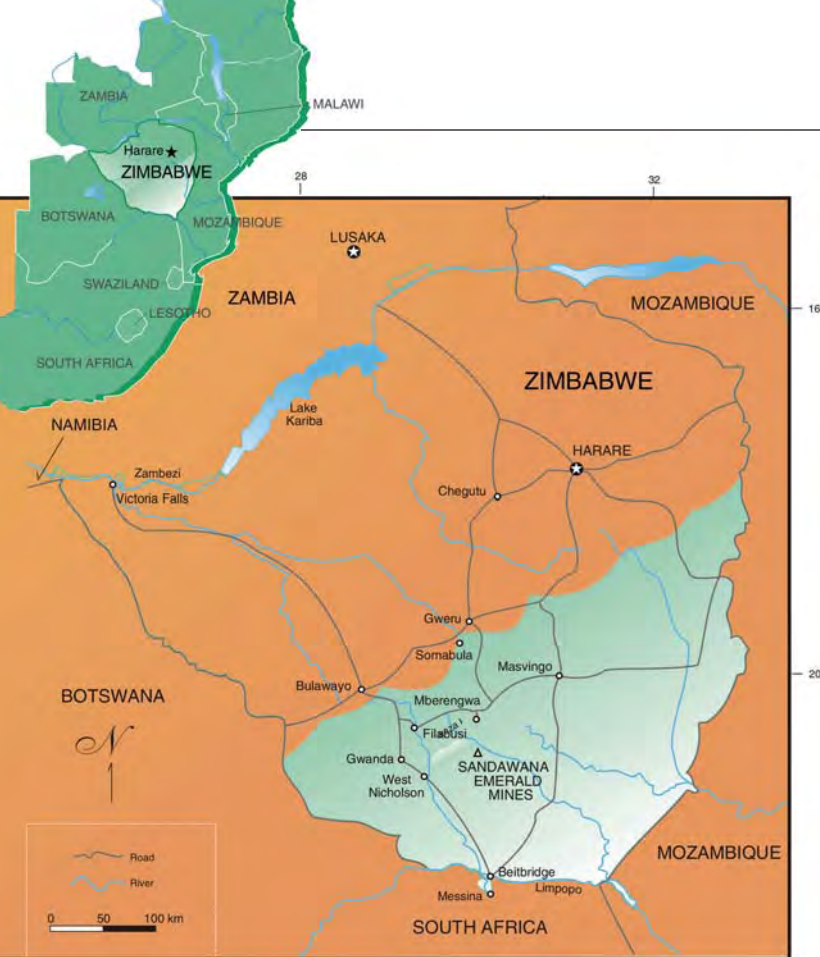 ZAMBIA
MALAWI
Harare
ZIMBABWE
BOTSWANA
MOZAMBIQUE
SWAZILAND
LESOTHO
SOUTH AFRICA
28
32
LUSAKA
ZAMBIA
MOZAMBIQUE
16
ZIMBABWE
Lake
Kariba
NAMIBIA
HARARE
Zambezi
Victoria Falls
Chegutu
Gweru
Somabula
Masvingo
20
Bulawayo
BOTSWANA
Mberengwa
N
Filabusi
Gwanda
SANDAWANA
EMERALD
MINES
West
Nicholson
MOZAMBIQUE
Road
River
Beitbridge
Limpopo
Messina
0 50 100 km
SOUTH AFRICA